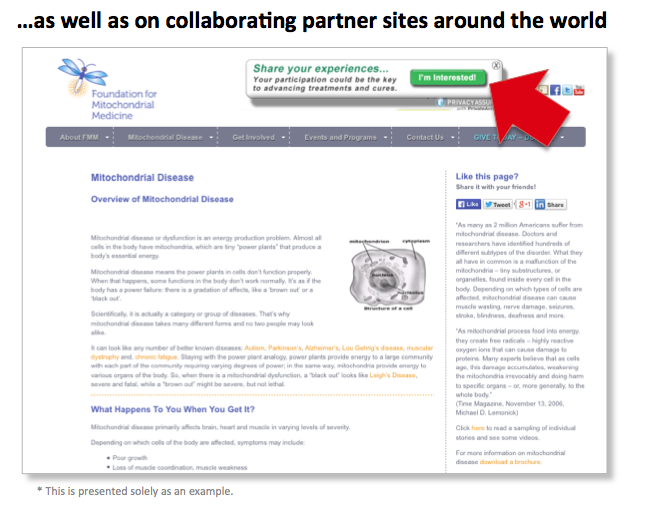 ...as well as on collaborating partner sites around the world
Share your experiences...
Your participation could be the key
to advancing treatments and cures.
I'm Interested!
Foundation for
Mitochondrial
Medicine
PRIVACY ASSU
About FMM
Mitochondrial Disease
Get Involved
Events and Programs
Contact Us
GIVE
Mitochondrial Disease
Overview of Mitochondrial Disease
Mitochondrial disease or dysfunction is an energy production problem. Almost all
cells in the body have mitochondria, which are tiny "power plants" that produce a
body's essential energy.
Mitochondrial disease means the power plants in cells don't function properly.
When that happens, some functions in the body don't work normally. It's as if the
body has a power failure: there is a gradation of effects, like a 'brown out' or a
'black out'.
Scientifically, it is actually a category or group of diseases. That's why
mitochondrial disease takes many different forms and no two people may look
alike.
mitochondrion
cytoplasm
nucleus
Structure of a cell
It can look like any number of better known diseases: Autism, Parkinson's, Alzheimer's, Lou Gehrig's disease, muscular
dystrophy and, chronic fatigue. Staying with the power plant analogy, power plants provide energy to a large community
with each part of the community requiring varying degrees of power; in the same way, mitochondria provide energy to
various organs of the body. So, when there is a mitochondrial dysfunction, a "black out" looks like Leigh's Disease,
severe and fatal, while a "brown out" might be severe, but not lethal.
What Happens To You When You Get It?
Mitochondrial disease primarily affects brain, heart and muscle in varying levels of severity.
Depending on which cells of the body are affected, symptoms may include:
• Poor growth
• Loss of muscle coordination, muscle weakness
Like this page?
Share it with your friends!
Like
Tweet
+1
Share
"As many as 2 million Americans suffer from
mitochondrial disease. Doctors and
researchers have identified hundreds of
different subtypes of the disorder. What they
all have in common is a malfunction of the
mitochondria – tiny substructures, or
organelles, found inside every cell in the
body. Depending on which types of cells are
affected, mitochondrial disease can cause
muscle wasting, nerve damage, seizures,
stroke, blindness, deafness and more.
"As mitochondria process food into energy,
they create free radicals – highly reactive
oxygen ions that can cause damage to
proteins. Many experts believe that as cells
age, this damage accumulates, weakening
the mitochondria irrevocably and doing harm
to specific organs – or, more generally, to the
whole body."
(Time Magazine, November 13, 2006,
Michael D. Lemonick)
Click here to read a sampling of individual
stories and see some videos.
For more information on mitochondrial
disease download a brochure.
* This is presented solely as an example.